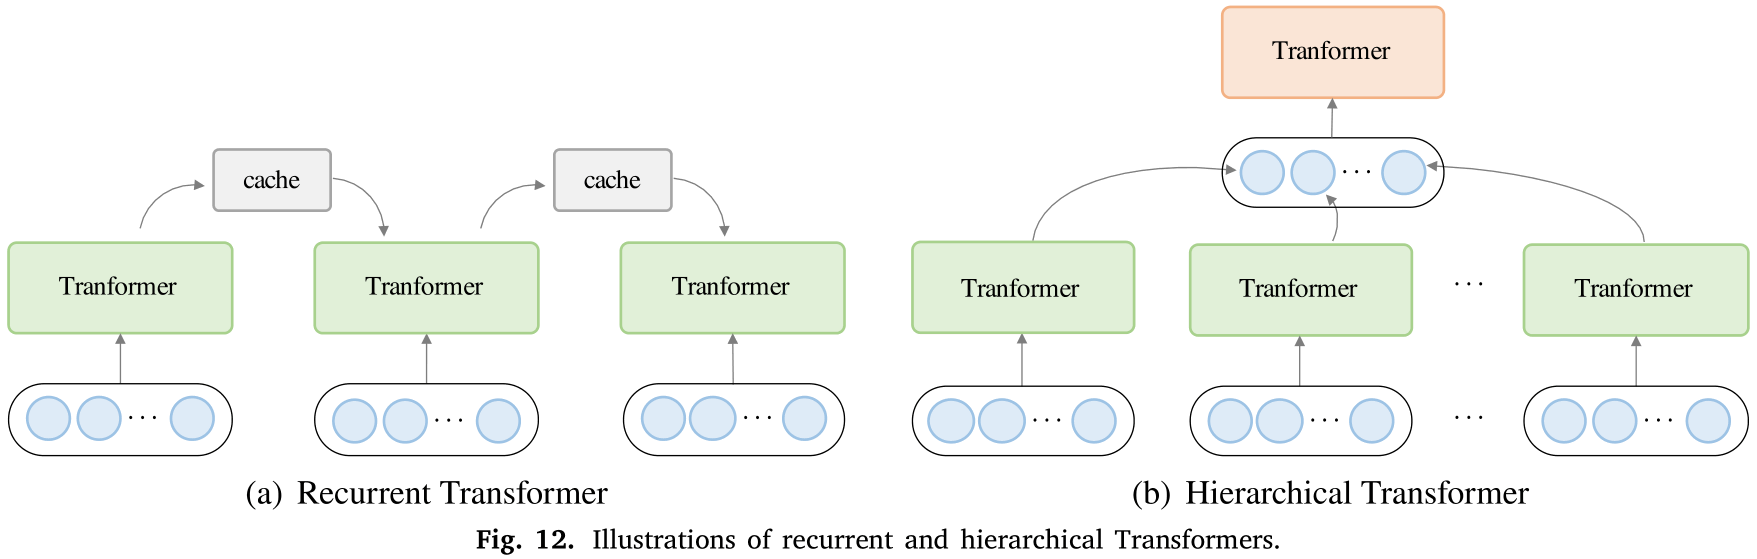 Tranformer
cache
cache
Tranformer
Tranformer
Tranformer
· · ·
Tranformer
Tranformer
· · ·
Tranformer
· · ·
· · ·
· · ·
· · ·
· · ·
· · ·
· · ·
· · ·
(a) Recurrent Transformer
(b) Hierarchical Transformer
Fig. 12. Illustrations of recurrent and hierarchical Transformers.